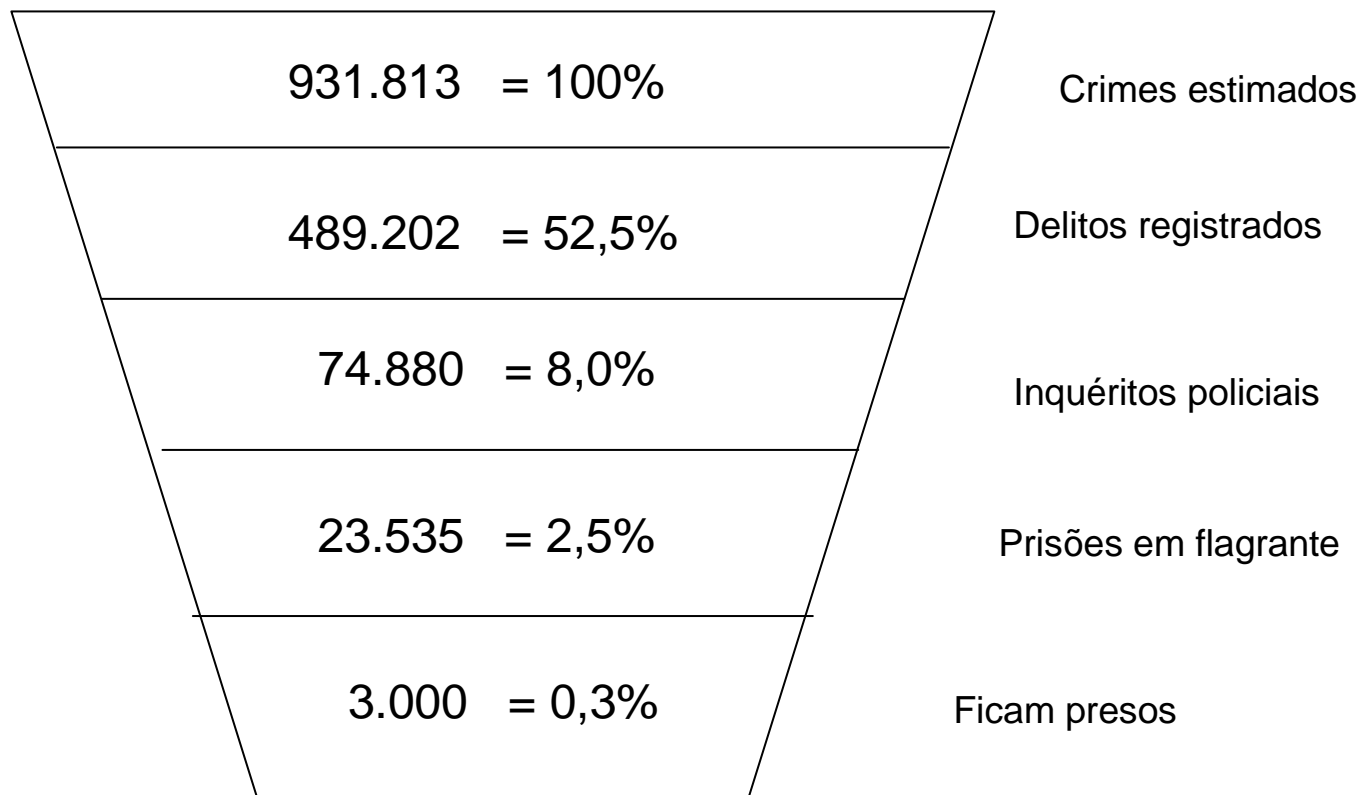 931.813 = 100% Crimes estimados
489.202 = 52,5% Delitos registrados
74.880 = 8,0% Inquéritos policiais
23.535 = 2,5% Prisões em flagrante
3.000 = 0,3% Ficam presos